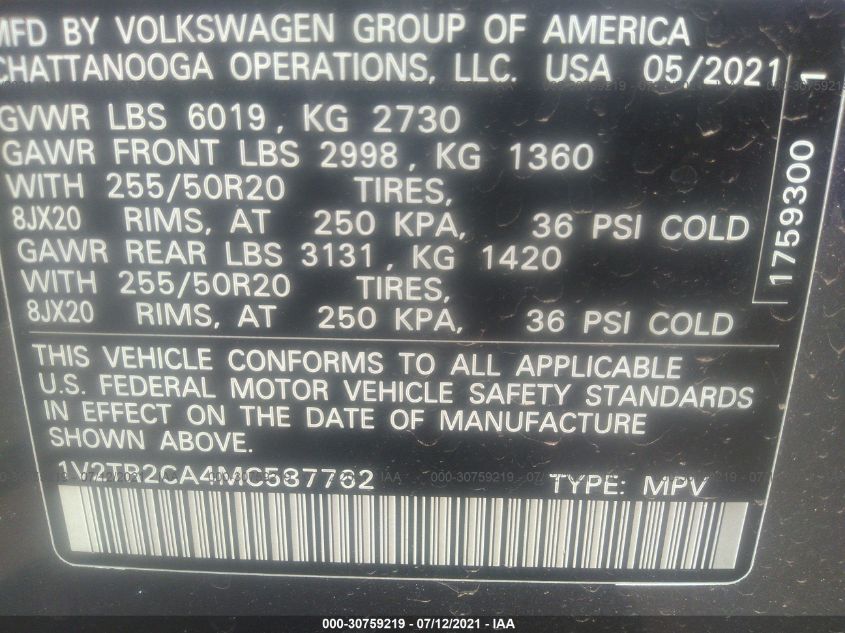 MFD BY VOLKSWAGEN GROUP OF AMERICA
CHATTANOOGA OPERATIONS, LLC. USA 05/2021
GVWR LBS 6019, KG 2730
GAWR FRONT LBS 2998, KG 1360
WITH 255/50R20 TIRES,
8JX20 RIMS, AT 250 KPA, 36 PSI COLD
GAWR REAR LBS 3131, KG 1420
WITH 255/50R20 TIRES,
8JX20 RIMS, AT 250 KPA, 36 PSI COLD
1759300 1
THIS VEHICLE CONFORMS TO ALL APPLICABLE
U.S. FEDERAL MOTOR VEHICLE SAFETY STANDARDS
IN EFFECT ON THE DATE OF MANUFACTURE
SHOWN ABOVE.
1V2TR2CA4MC587762 TYPE: MPV
000-30759219 - 07/12/2021 - IAA